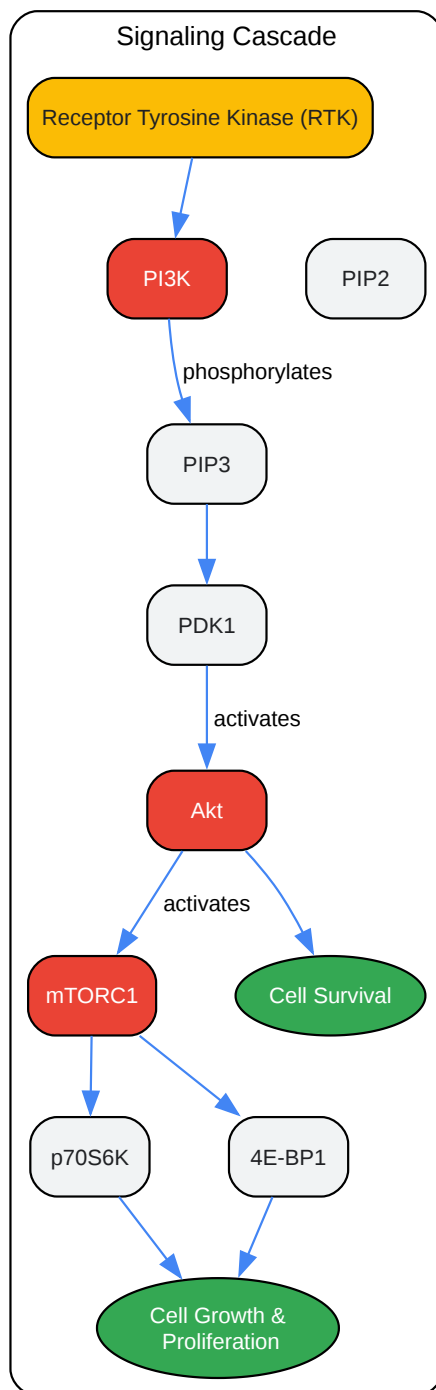 Signaling Cascade
Receptor Tyrosine Kinase (RTK)
PI3K
PIP2
phosphorylates
PIP3
PDK1
activates
Akt
activates
mTORC1
Cell Survival
p70S6K
4E-BP1
Cell Growth &
Proliferation